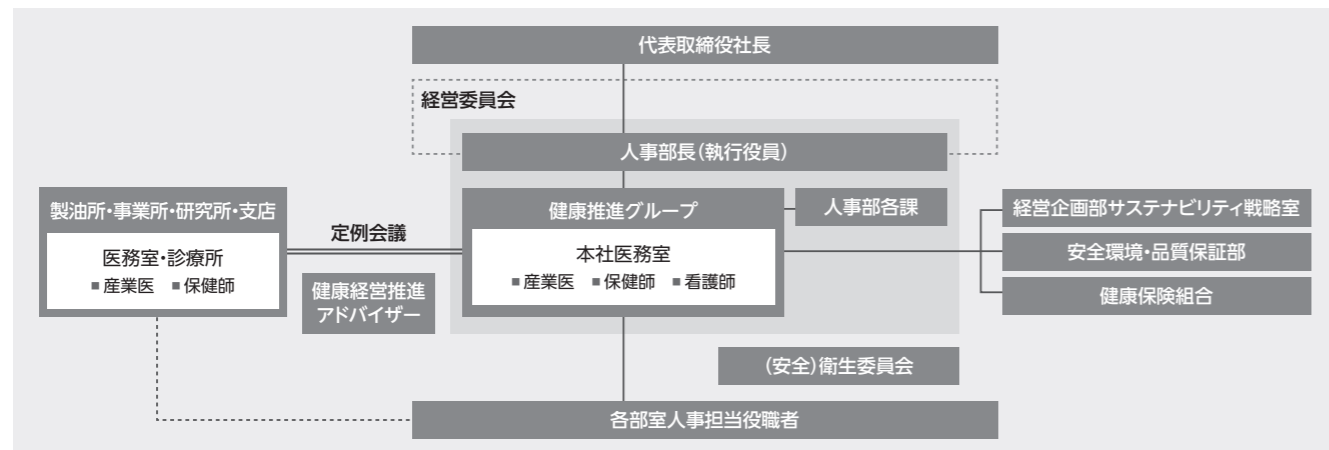 代表取締役社長
経営委員会
人事部長(執行役員)
製油所・事業所・研究所・支店
医務室・診療所
■産業医 ■保健師
定例会議
健康経営推進
アドバイザー
健康推進グループ
本社医務室
■産業医 ■保健師 ■看護師
人事部各課
経営企画部サステナビリティ戦略室
安全環境・品質保証部
健康保険組合
(安全)衛生委員会
各部室人事担当役職者